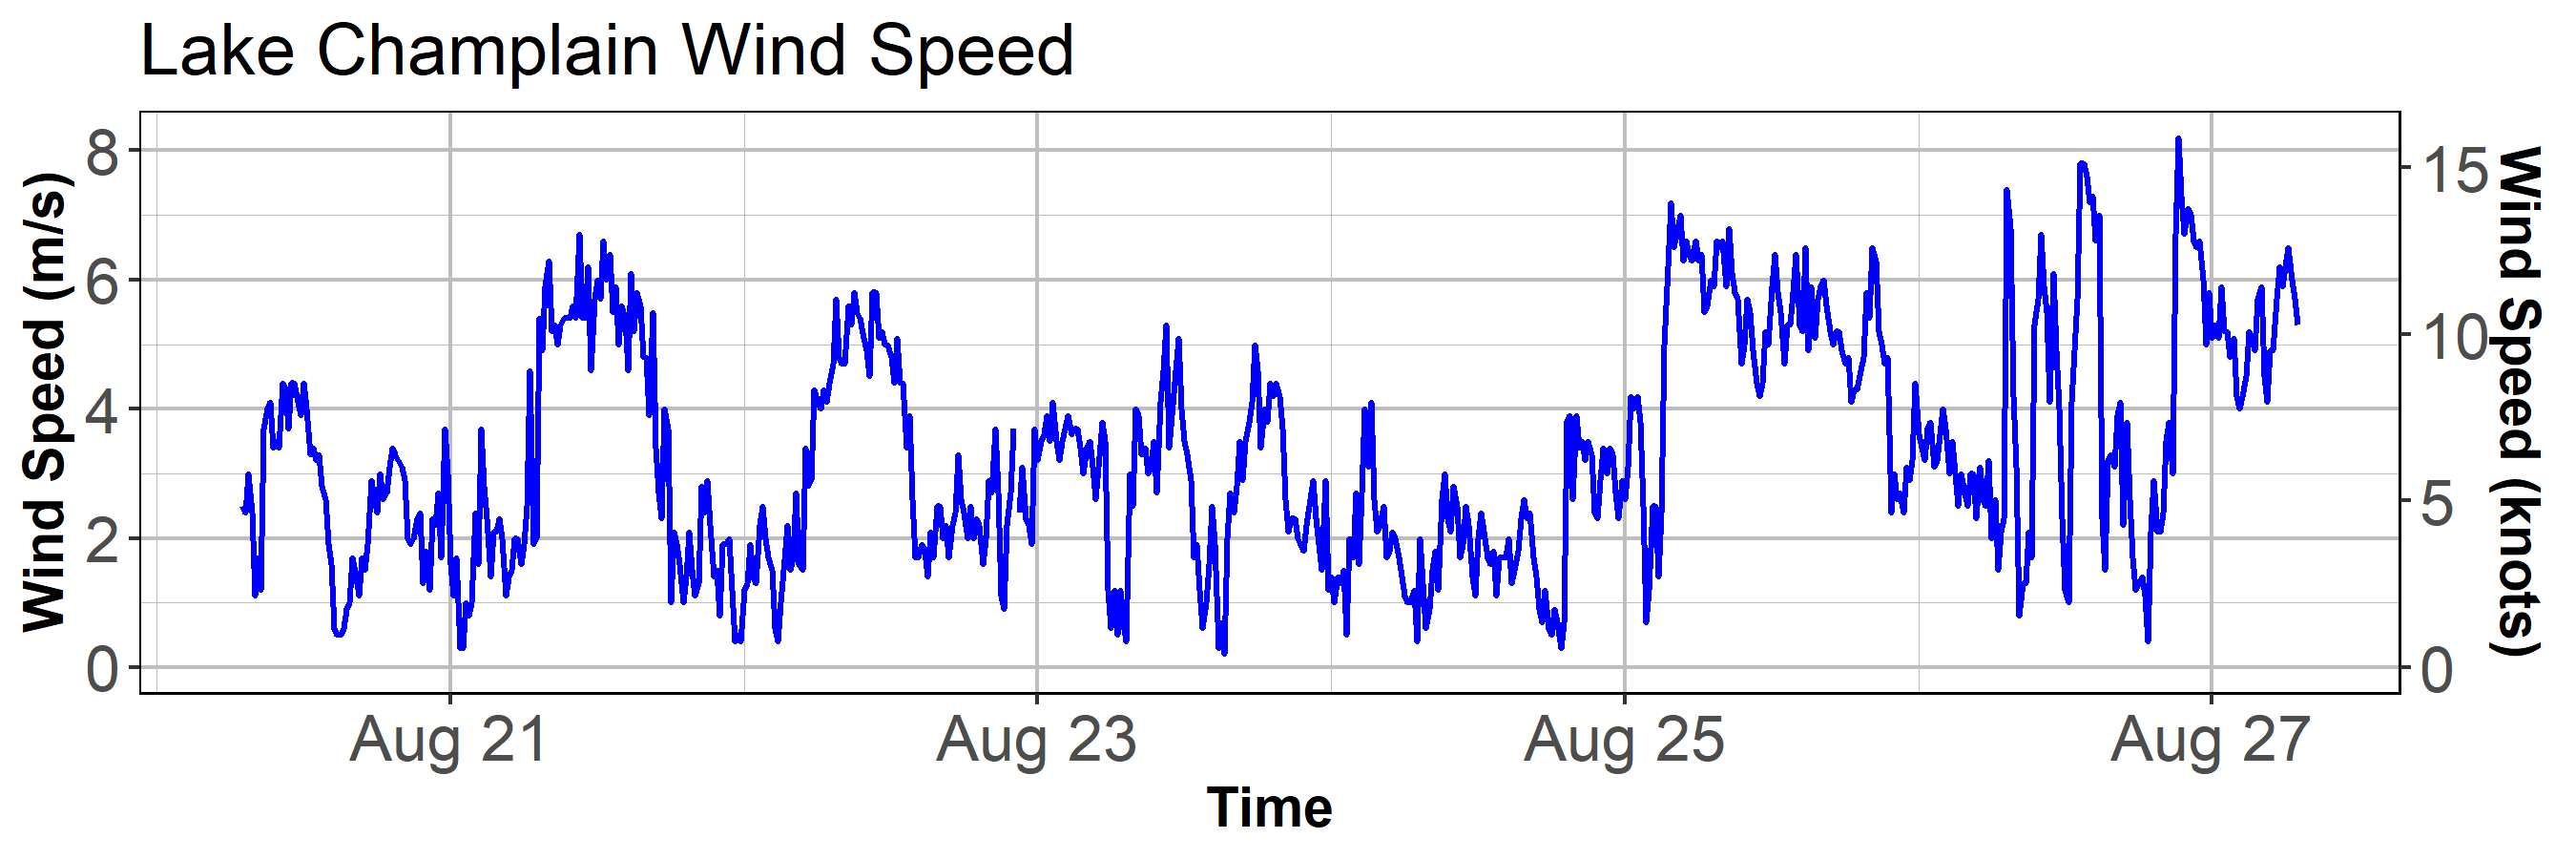 Lake Champlain Wind Speed
Wind Speed (m/s)
8
6
4
2
0
15
10
5
0
Wind Speed (knots)
Aug 21
Aug 23
Aug 25
Aug 27
Time